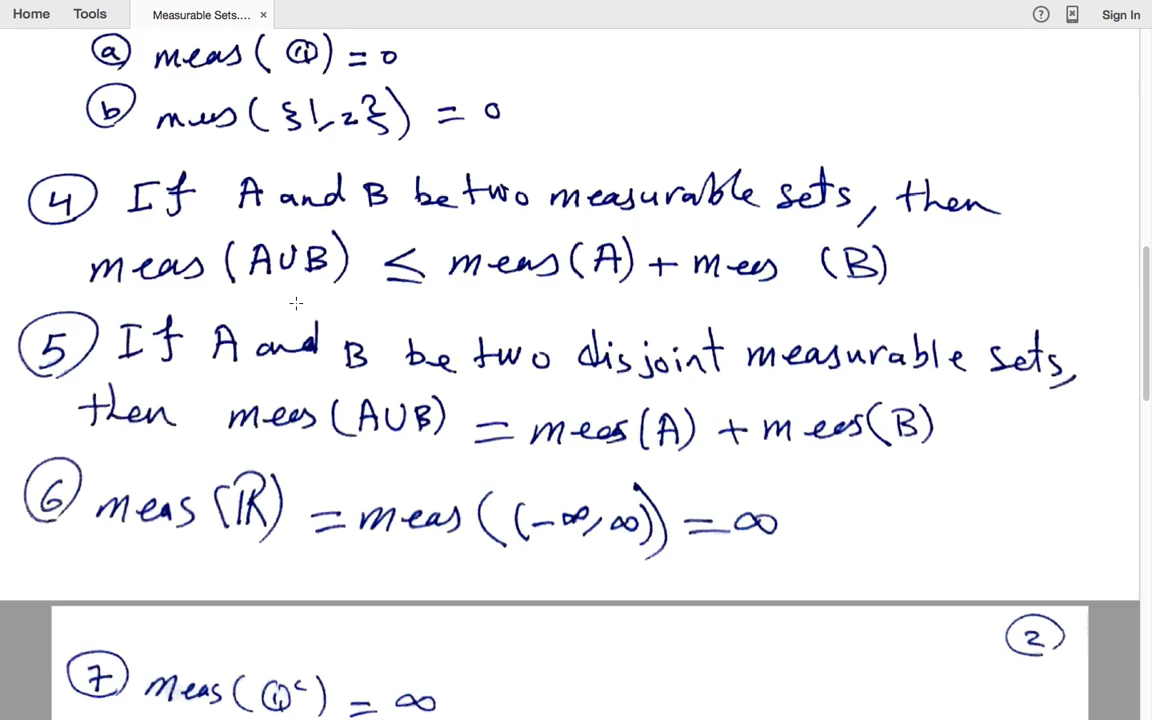 Home Tools Measurable Sets.... × ? Sign In
(a) meas(ℚ) = 0
(b) meas({1,2}) = 0
(4) If A and B be two measurable sets, then
meas(A∪B) ≤ meas(A) + meas (B)
(5) If A and B be two disjoint measurable sets,
then meas(A∪B) = meas(A) + meas(B)
(6) meas(ℝ) = meas((-∞,∞)) = ∞
(2)
(7) meas(ℚᶜ) = ∞